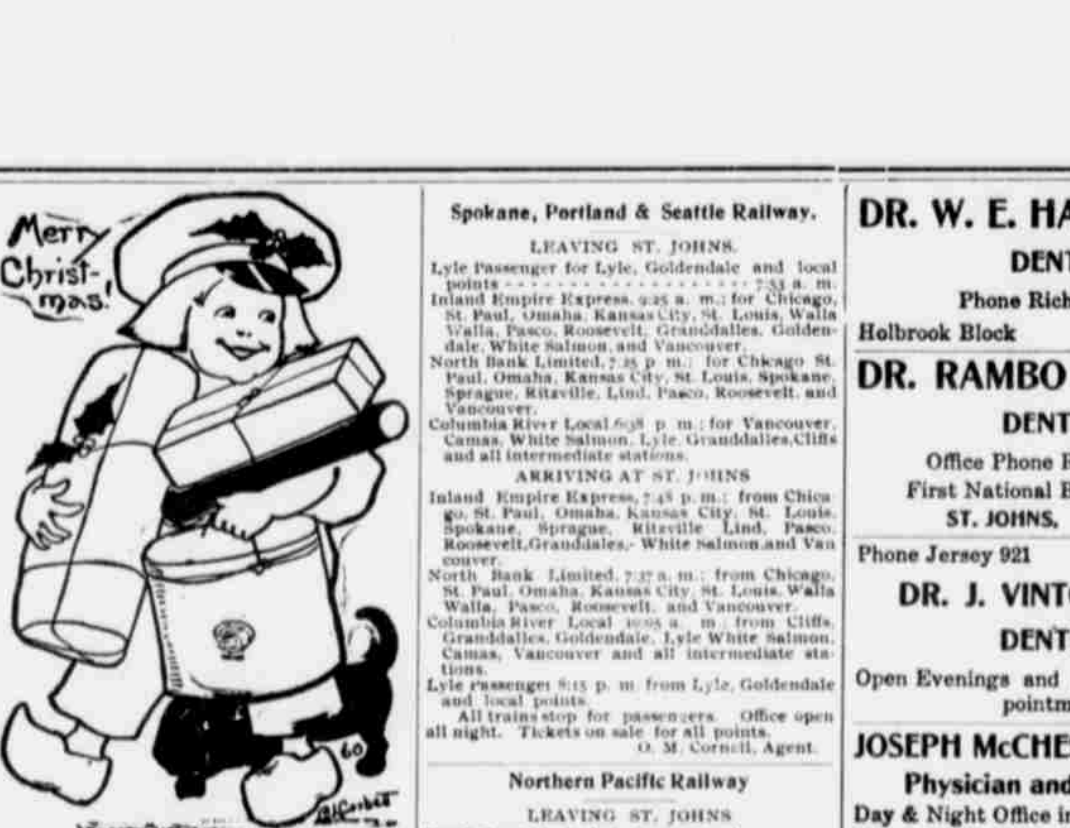 Merry
Christ-
mas!
60
Spokane, Portland & Seattle Railway.
LEAVING ST. JOHNS.
Lyle Passenger for Lyle, Goldendale and local
points - - - - - - - - - - - - - - - - - - 7:53 a. m.
Inland Empire Express, 9:25 a. m.; for Chicago,
St. Paul, Omaha, Kansas City, St. Louis, Walla
Walla, Pasco, Roosevelt, Granddalles, Golden-
dale, White Salmon, and Vancouver.
North Bank Limited, 7:25 p m.; for Chicago St.
Paul, Omaha, Kansas City, St. Louis, Spokane,
Sprague, Ritzville, Lind, Pasco, Roosevelt, and
Vancouver.
Columbia River Local 6:38 p m.; for Vancouver,
Camas, White Salmon, Lyle, Granddalles, Cliffs
and all intermediate stations.
ARRIVING AT ST. JOHNS
Inland Empire Express, 7:48 p. m.; from Chica
go, St. Paul, Omaha, Kansas City, St. Louis,
Spokane, Sprague, Ritzville Lind, Pasco,
Roosevelt, Granddales,- White Salmon and Van
couver.
North Bank Limited, 7:37 a. m.; from Chicago,
St. Paul, Omaha, Kansas City, St. Louis, Walla
Walla, Pasco, Roosevelt, and Vancouver.
Columbia River Local a. m from Cliffs,
Granddalles, Goldendale, Lyle White Salmon,
Camas, Vancouver and all intermediate sta-
tions.
Lyle Passenger 8:15 p. m from Lyle, Goldendale
and local points.
All trains stop for passengers. Office open
all night. Tickets on sale for all points.
O. M. Cornell, Agent.
Northern Pacific Railway
LEAVING ST. JOHNS
DR. W. E. HA
DENT
Phone Rich
Holbrook Block
DR. RAMBO
DENT
Office Phone
First National B
ST. JOHNS,
Phone Jersey 921
DR. J. VINT
DENT
Open Evenings and
pointm
JOSEPH McCHE
Physician and
Day & Night Office in